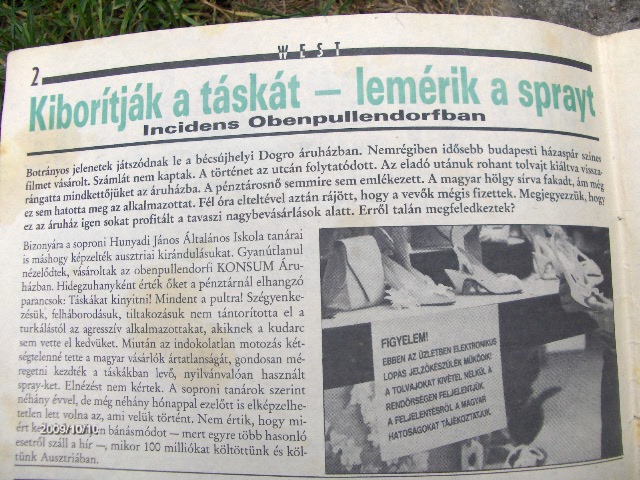 2
WEST
Kiborítják a táskát – lemérik a sprayt
Incidens Obenpullendorfban
Botrányos jelenetek játszódnak le a bécsújhelyi Dogro áruházban. Nemrégiben idősebb budapesti házaspár színes
filmet vásárolt. Számlát nem kaptak. A történet az utcán folytatódott. Az eladó utánuk rohant tolvajt kiáltva vissza-
rángatta mindkettőjüket az áruházba. A pénztárosnő semmire sem emlékezett. A magyar hölgy sírva fakadt, ám még
ez sem hatotta meg az alkalmazottat. Fél óra elteltével aztán rájött, hogy a vevők mégis fizettek. Megjegyezzük, hogy
ez az áruház igen sokat profitált a tavaszi nagybevásárlások alatt. Erről talán megfeledkeztek?
Bizonyára a soproni Hunyadi János Általános Iskola tanárai
is máshogy képzelték ausztriai kirándulásukat. Gyanútlanul
nézelődtek, vásároltak az obenpullendorfi KONSUM Áru-
házban. Hidegzuhanyként érték őket a pénztárnál elhangzó
parancsok: Táskákat kinyitni! Mindent a pultra! Szégyenke-
zésük, felháborodásuk, tiltakozásuk nem tántorította el a
turkálástól az agresszív alkalmazottakat, akiknek a kudarc
sem vette el kedvüket. Miután az indokolatlan motozás két-
ségtelenné tette a magyar vásárlók ártatlanságát, gondosan mé-
regetni kezdték a táskákban levő, nyilvánvalóan használt
spray-ket. Elnézést nem kértek. A soproni tanárok szerint
néhány évvel, de még néhány hónappal ezelőtt is elképzelhe-
tetlen lett volna az, ami velük történt. Nem értik, hogy mi-
ért ke bánásmódot — mert egyre több hasonló
esetről száll a hír —, mikor 100 milliókat költöttünk és köl-
tünk Ausztriában.
FIGYELEM!
EBBEN AZ ÜZLETBEN ELEKTRONIKUS
LOPÁS JELZŐKÉSZÜLÉK MŰKÖDIK!
A TOLVAJOKAT KIVÉTEL NÉLKÜL A
RENDŐRSÉGEN FELJELENTJÜK.
A FELJELENTÉSRŐL A MAGYAR
HATÓSÁGOKAT TÁJÉKOZTATJUK.
2009/10/10